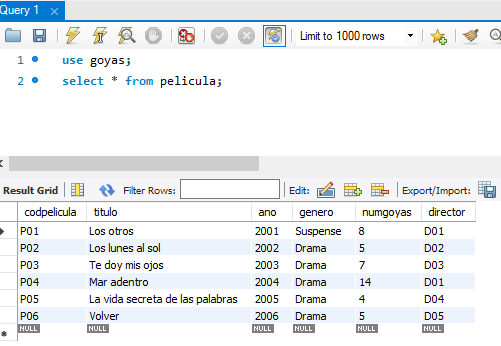 Query 1
Limit to 1000 rows
1 use goyas;
2 select * from pelicula;
Result Grid Filter Rows: Edit: Export/Import:
codpelicula titulo ano genero numgoyas director
P01 Los otros 2001 Suspense 8 D01
P02 Los lunes al sol 2002 Drama 5 D02
P03 Te doy mis ojos 2003 Drama 7 D03
P04 Mar adentro 2004 Drama 14 D01
P05 La vida secreta de las palabras 2005 Drama 4 D04
P06 Volver 2006 Drama 5 D05
NULL NULL NULL NULL NULL NULL